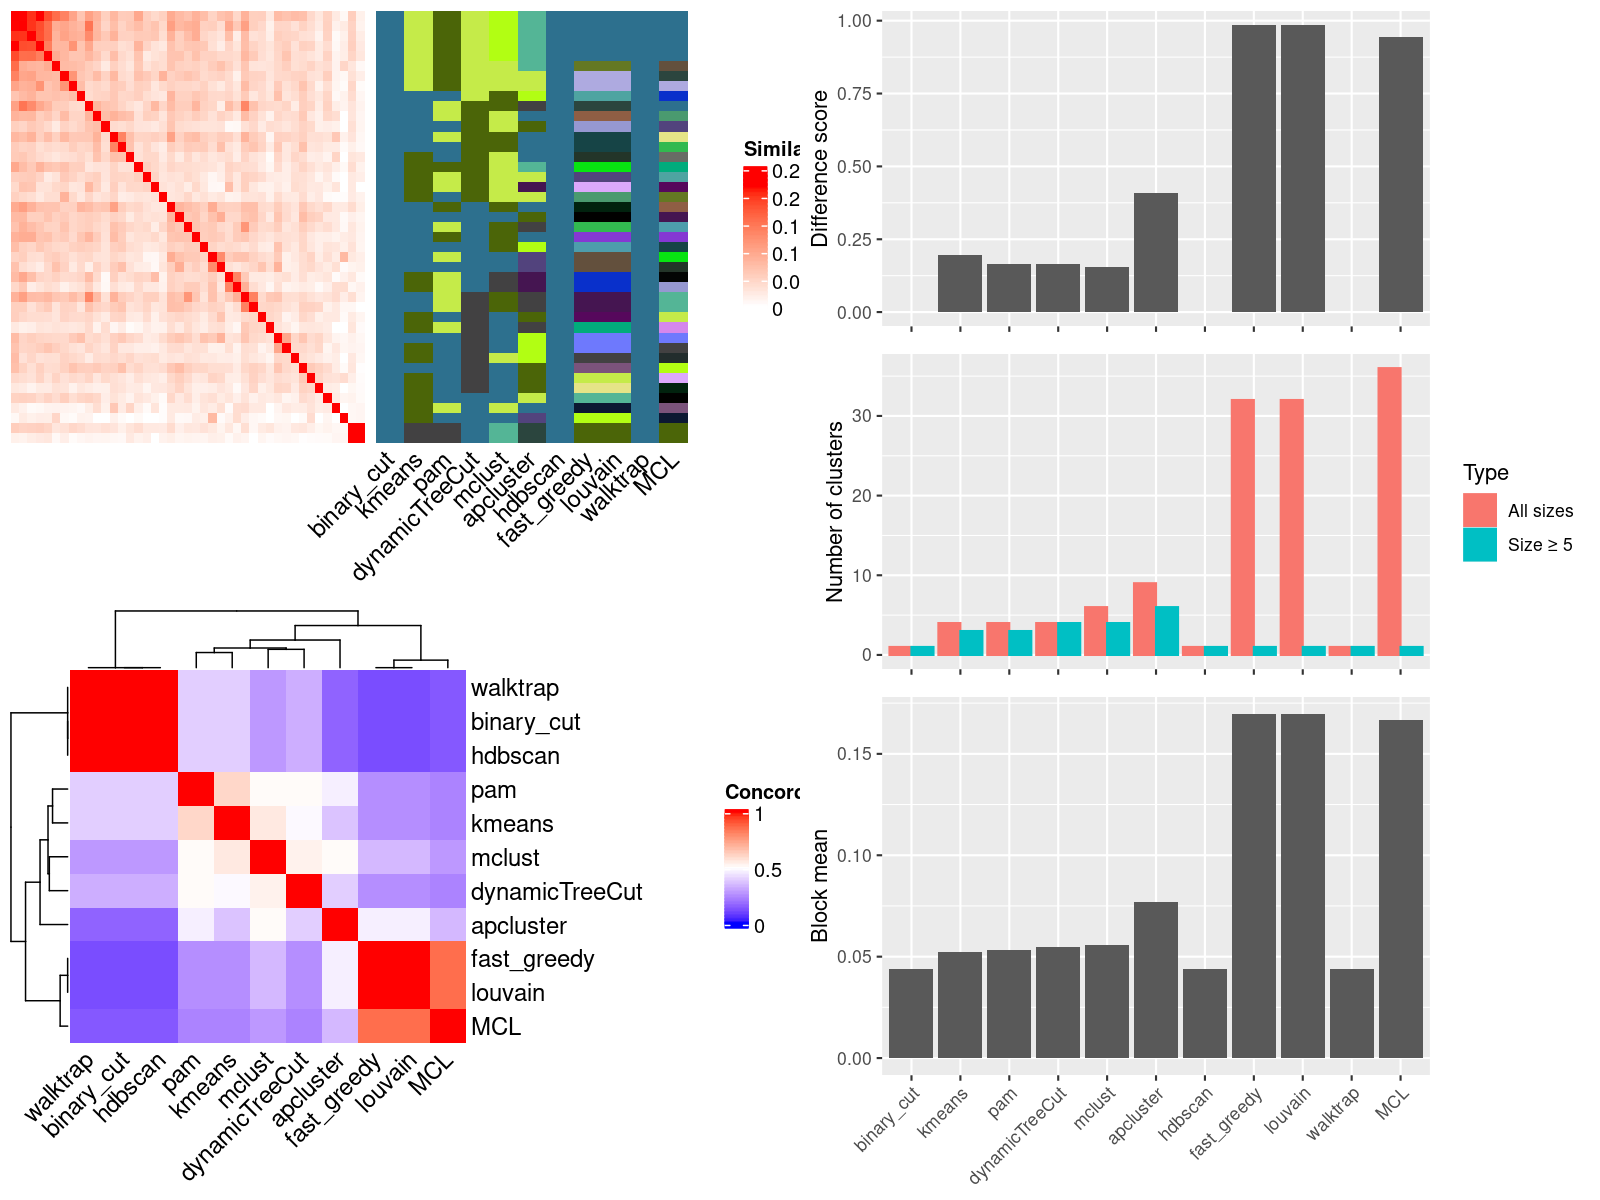 Simila
0.2
0.2
0.1
0.1
0.0
0
binary_cut
kmeans
pam
dynamicTreeCut
mclust
apcluster
hdbscan
fast_greedy
louvain
walktrap
MCL
walktrap
binary_cut
hdbscan
pam
kmeans
mclust
dynamicTreeCut
apcluster
fast_greedy
louvain
MCL
walktrap
binary_cut
hdbscan
pam
kmeans
mclust
dynamicTreeCut
apcluster
fast_greedy
louvain
MCL
Concord
1
0.5
0
Difference score
1.00
0.75
0.50
0.25
0.00
Number of clusters
30
20
10
0
Type
All sizes
Size ≥ 5
Block mean
0.15
0.10
0.05
0.00
binary_cut
kmeans
pam
dynamicTreeCut
mclust
apcluster
hdbscan
fast_greedy
louvain
walktrap
MCL